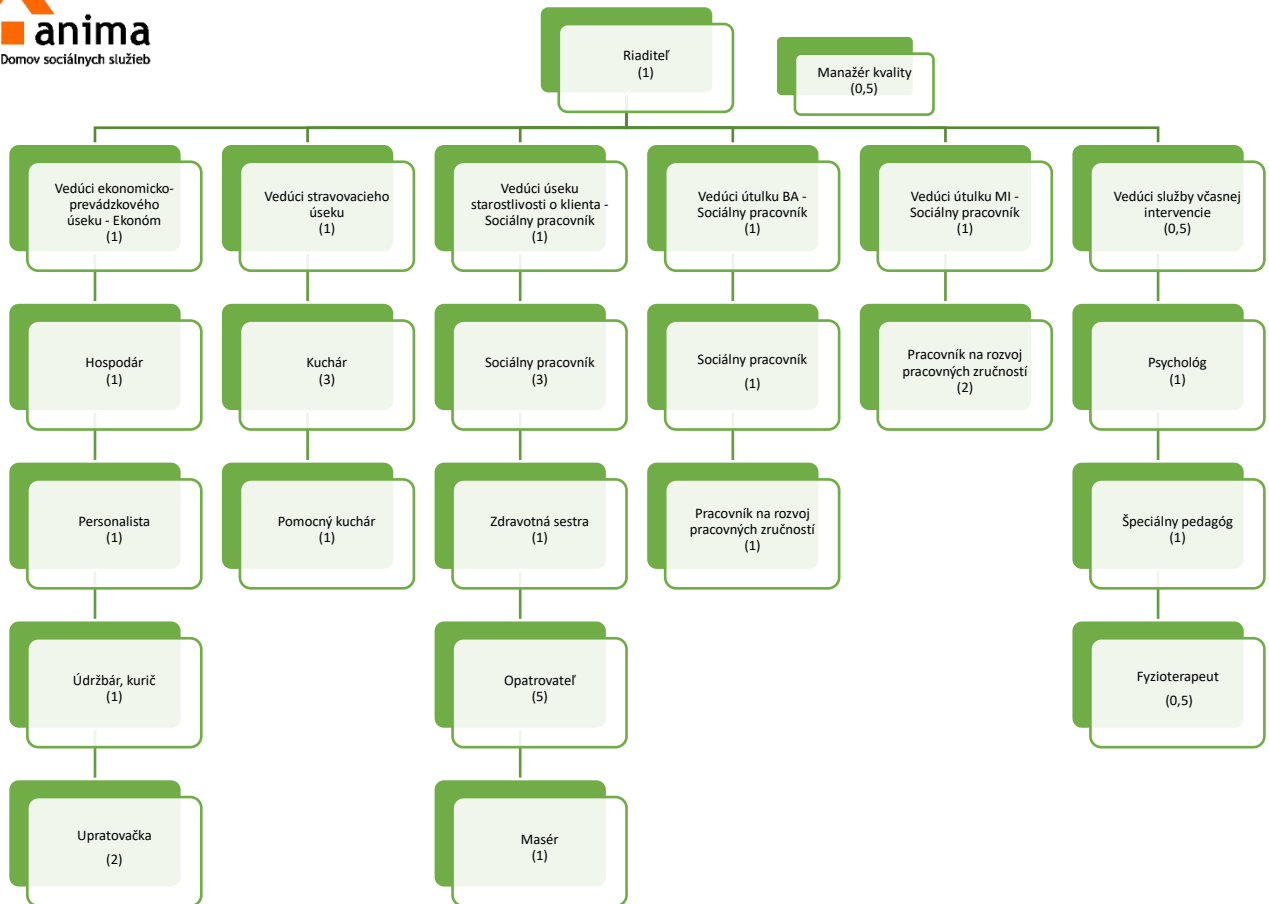 anima
Domov sociálnych služieb
Riaditeľ
(1)
Manažér kvality
(0,5)
Vedúci ekonomicko-
prevádzkového
úseku - Ekonóm
(1)
Vedúci stravovacieho
úseku
(1)
Vedúci úseku
starostlivosti o klienta -
Sociálny pracovník
(1)
Vedúci útulku BA -
Sociálny pracovník
(1)
Vedúci útulku MI -
Sociálny pracovník
(1)
Vedúci služby včasnej
intervencie
(0,5)
Hospodár
(1)
Kuchár
(3)
Sociálny pracovník
(3)
Sociálny pracovník
(1)
Pracovník na rozvoj
pracovných zručností
(2)
Psychológ
(1)
Personalista
(1)
Pomocný kuchár
(1)
Zdravotná sestra
(1)
Pracovník na rozvoj
pracovných zručností
(1)
Špeciálny pedagóg
(1)
Údržbár, kurič
(1)
Opatrovateľ
(5)
Fyzioterapeut
(0,5)
Upratovačka
(2)
Masér
(1)